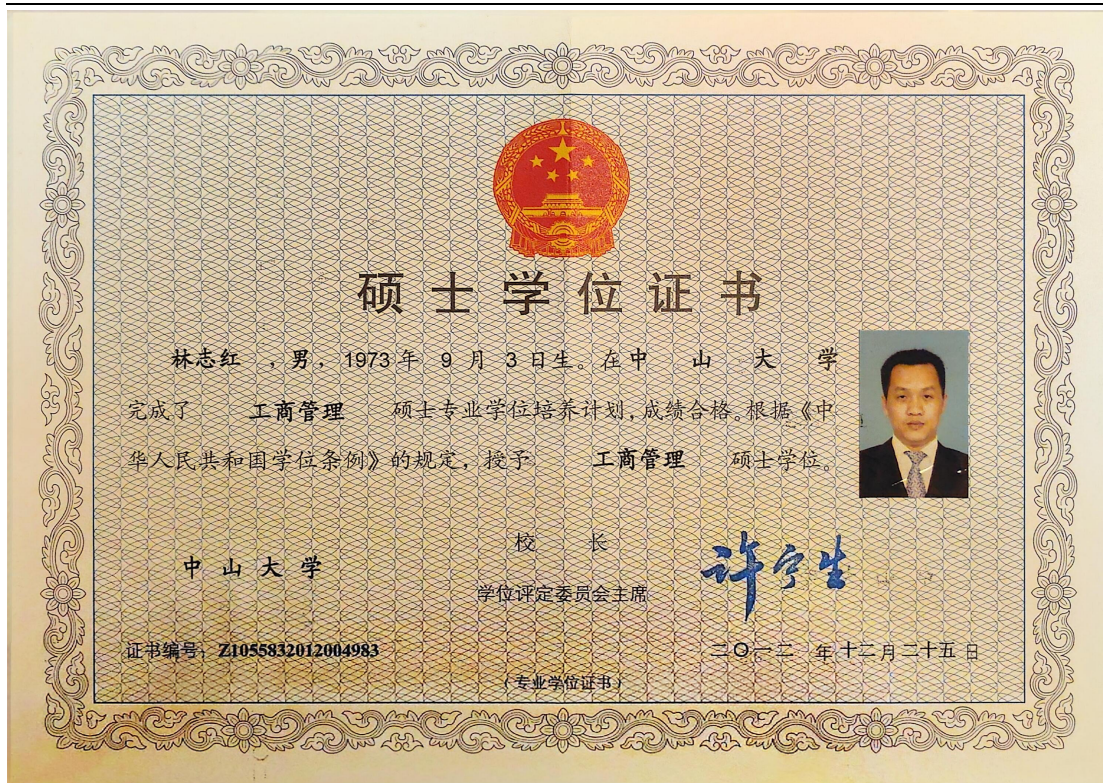 硕士学位证书
林志红 ，男，1973年 9 月 3 日生。在中 山 大 学
完成了 工商管理 硕士专业学位培养计划，成绩合格。根据《中
华人民共和国学位条例》的规定，授予 工商管理 硕士学位。
校 长
许宁生
中山大学
学位评定委员会主席
证书编号：Z1055832012004983
二〇一二 年 十二 月 二十五 日
（专业学位证书）